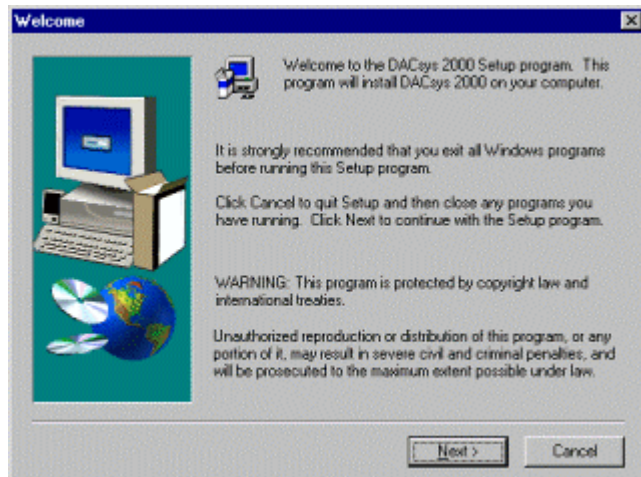 Welcome
Welcome to the DACsys 2000 Setup program. This
program will install DACsys 2000 on your computer.
It is strongly recommended that you exit all Windows programs
before running this Setup program.
Click Cancel to quit Setup and then close any programs you
have running. Click Next to continue with the Setup program.
WARNING: This program is protected by copyright law and
international treaties.
Unauthorized reproduction or distribution of this program, or any
portion of it, may result in severe civil and criminal penalties, and
will be prosecuted to the maximum extent possible under law.
Next >
Cancel